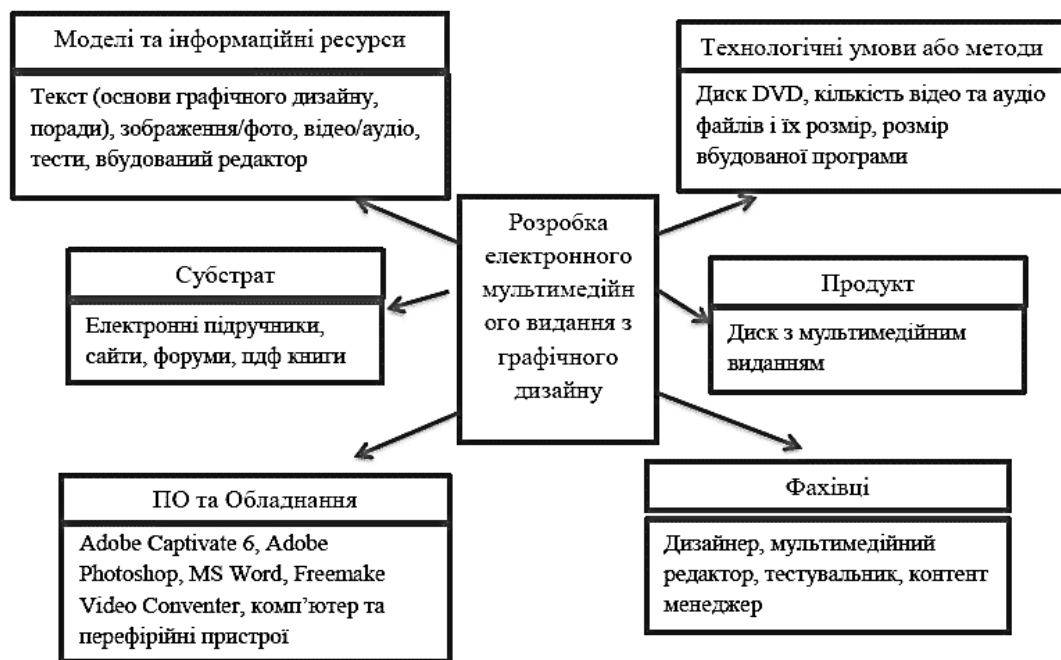 Моделі та інформаційні ресурси
Текст (основи графічного дизайну,
поради), зображення/фото, відео/аудіо,
тести, вбудований редактор
Технологічні умови або методи
Диск DVD, кількість відео та аудіо
файлів і їх розмір, розмір
вбудованої програми
Розробка
електронного
мультимедійн
ого видання з
графічного
дизайну
Субстрат
Електронні підручники,
сайти, форуми, пдф книги
Продукт
Диск з мультимедійним
виданням
ПО та Обладнання
Adobe Captivate 6, Adobe
Photoshop, MS Word, Freemake
Video Conventer, комп’ютер та
перефірійні пристрої
Фахівці
Дизайнер, мультимедійний
редактор, тестувальник, контент
менеджер